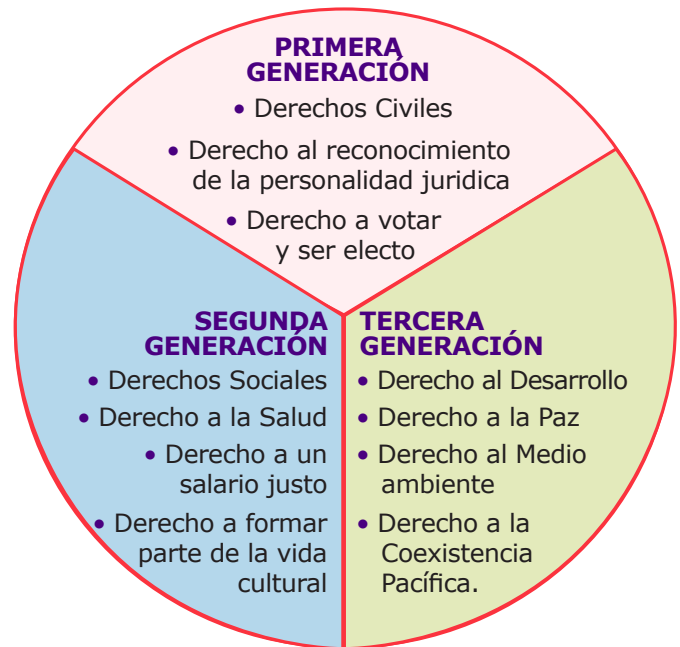 PRIMERA
GENERACIÓN
• Derechos Civiles
• Derecho al reconocimiento
de la personalidad juridica
• Derecho a votar
y ser electo
SEGUNDA
GENERACIÓN
• Derechos Sociales
• Derecho a la Salud
• Derecho a un
salario justo
• Derecho a formar
parte de la vida
cultural
TERCERA
GENERACIÓN
• Derecho al Desarrollo
• Derecho a la Paz
• Derecho al Medio
ambiente
• Derecho a la
Coexistencia
Pacífica.